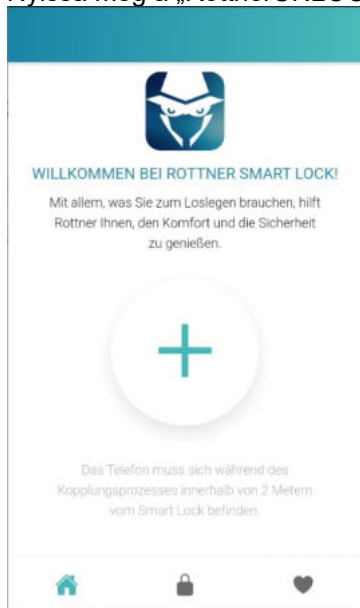 WILLKOMMEN BEI ROTTNER SMART LOCK!
Mit allem, was Sie zum Loslegen brauchen, hilft
Rottner Ihnen, den Komfort und die Sicherheit
zu genießen.
Das Telefon muss sich während des
Kopplungsprozesses innerhalb von 2 Metern
vom Smart Lock befinden.